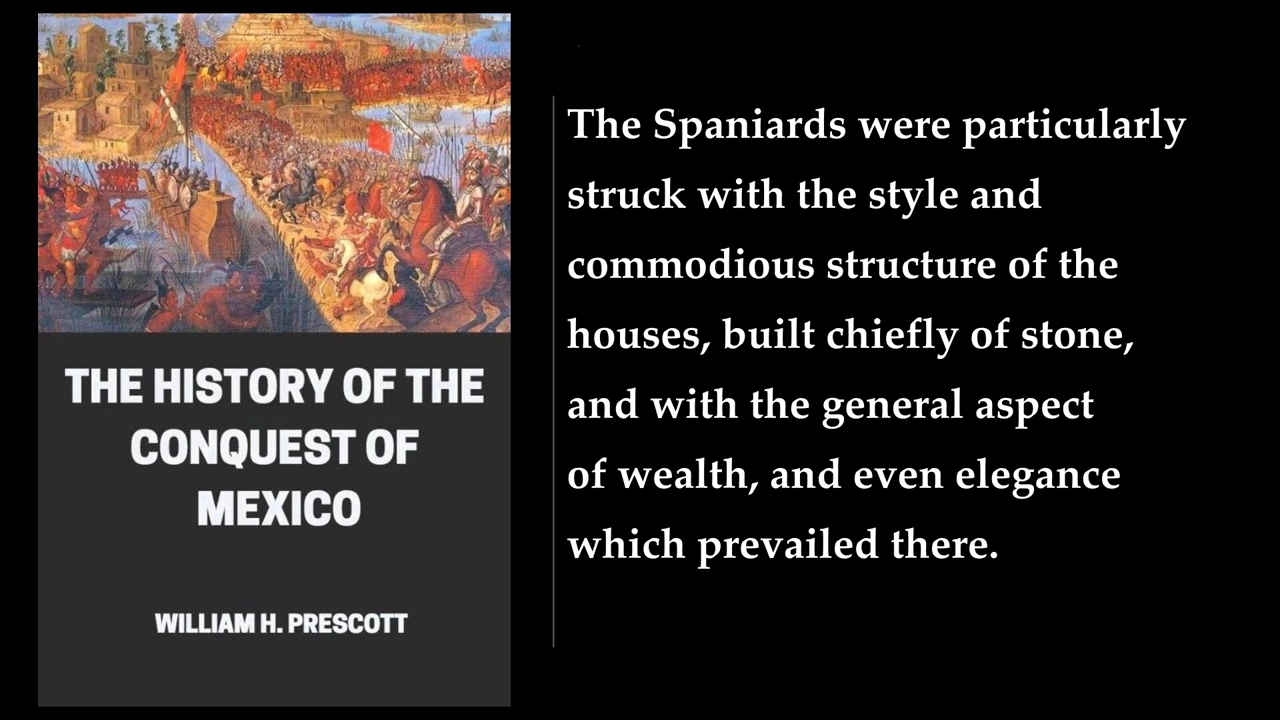 THE HISTORY OF THE
CONQUEST OF
MEXICO
WILLIAM H. PRESCOTT
The Spaniards were particularly
struck with the style and
commodious structure of the
houses, built chiefly of stone,
and with the general aspect
of wealth, and even elegance
which prevailed there.